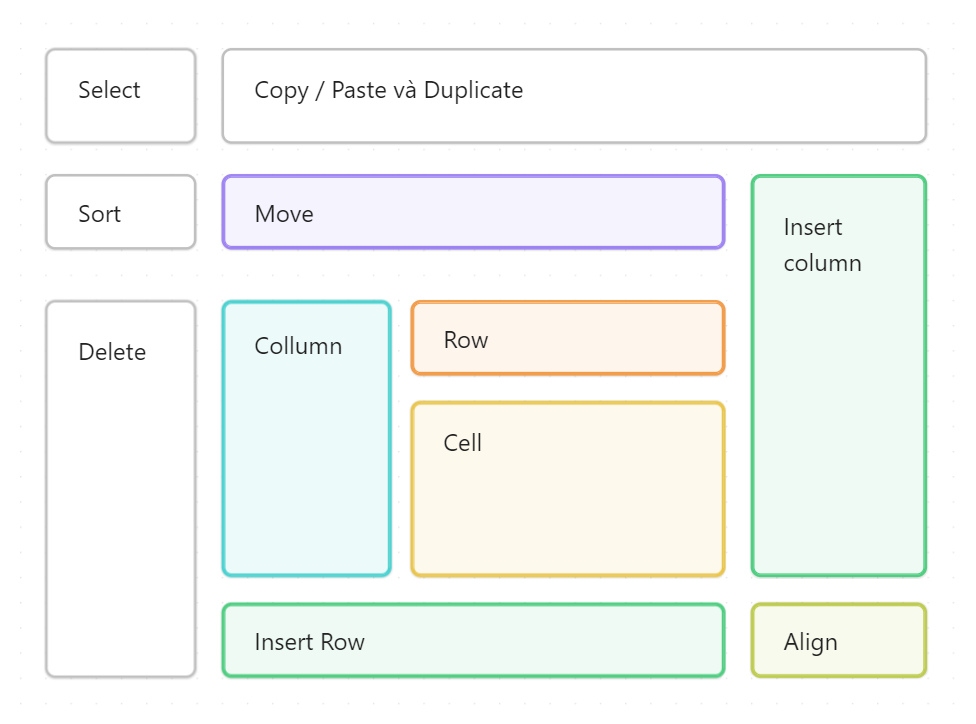 Select
Copy / Paste và Duplicate
Sort
Move
Insert
column
Delete
Collumn
Row
Cell
Insert Row
Align